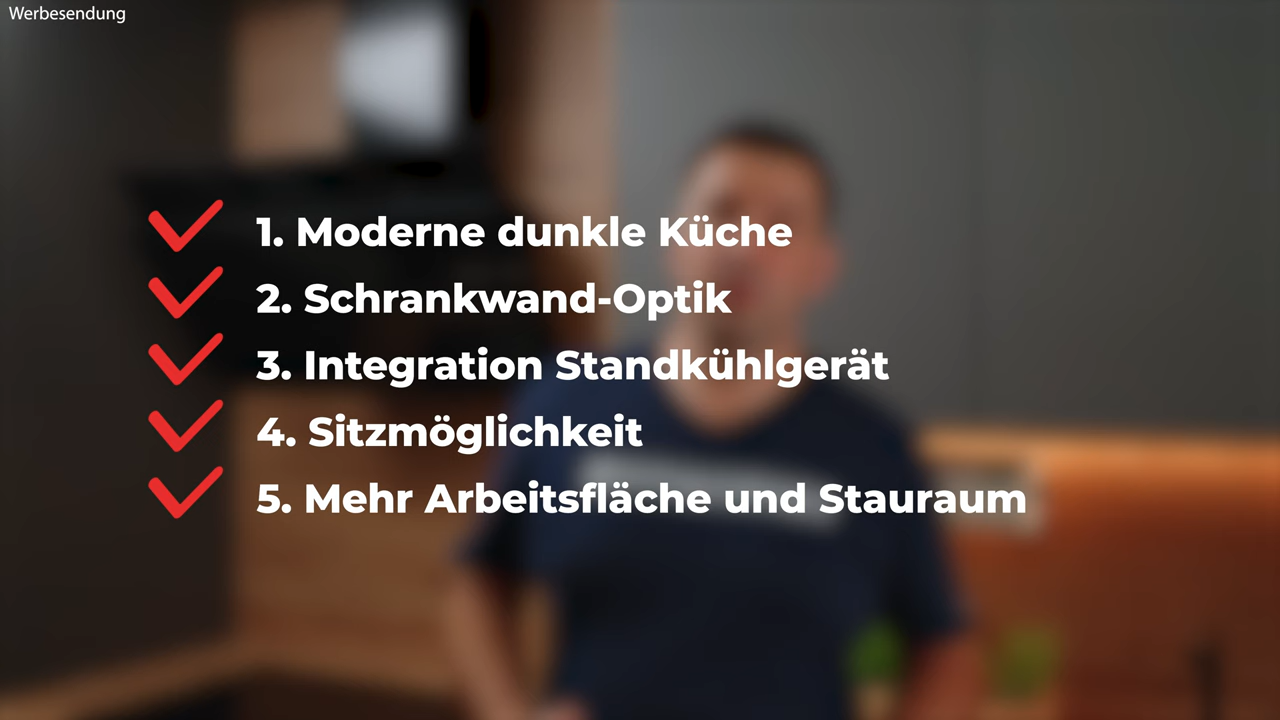 Werbesendung
1. Moderne dunkle Küche
2. Schrankwand-Optik
3. Integration Standkühlgerät
4. Sitzmöglichkeit
5. Mehr Arbeitsfläche und Stauraum